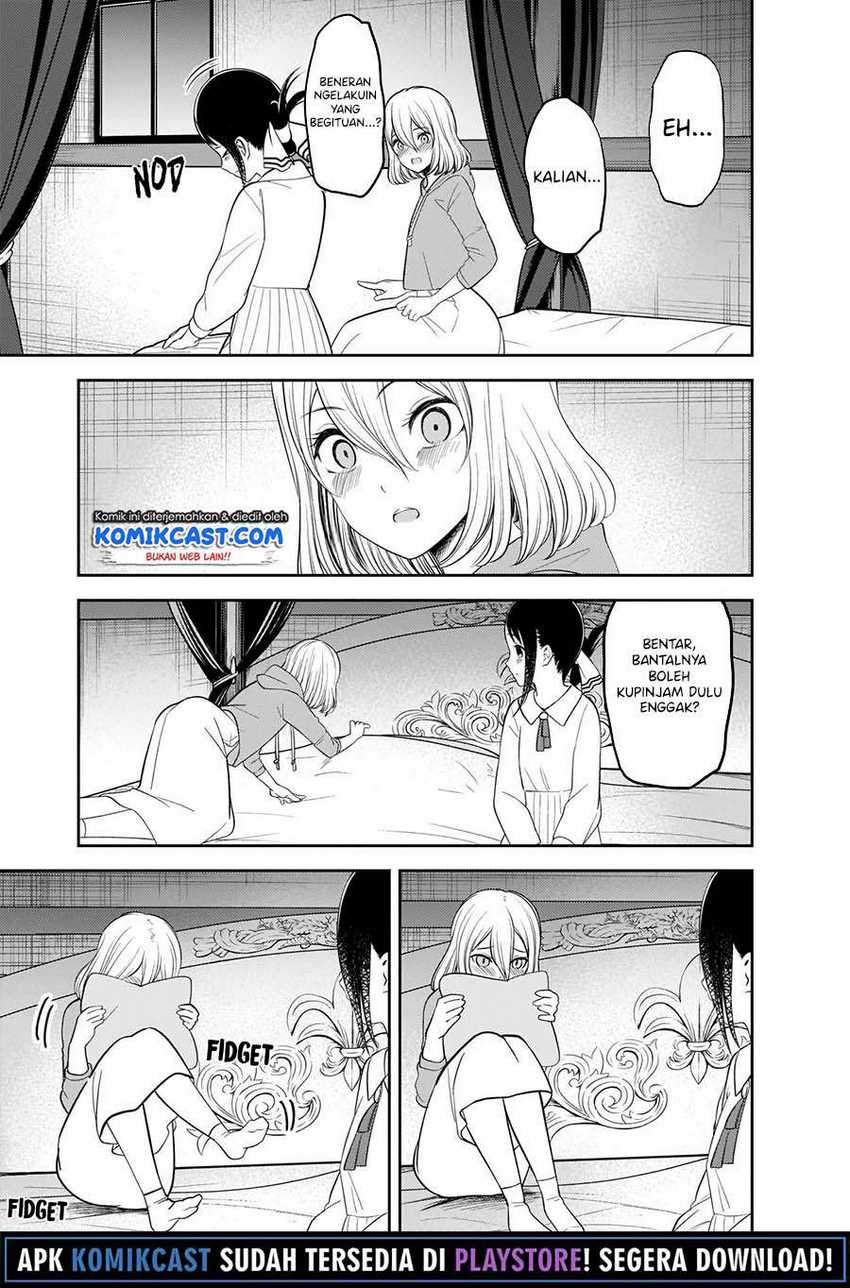 EH...
KALIAN...
BENERAN
NGELAKUIN
YANG
BEGITUAN...?
NOD
Komik ini diterjemahkan & diedit oleh
KOMIKCAST.COM
BUKAN WEB LAIN!!
BENTAR,
BANTALNYA
BOLEH
KUPINJAM DULU
ENGGAK?
FIDGET
FIDGET
APK KOMIKCAST SUDAH TERSEDIA DI PLAYSTORE! SEGERA DOWNLOAD!